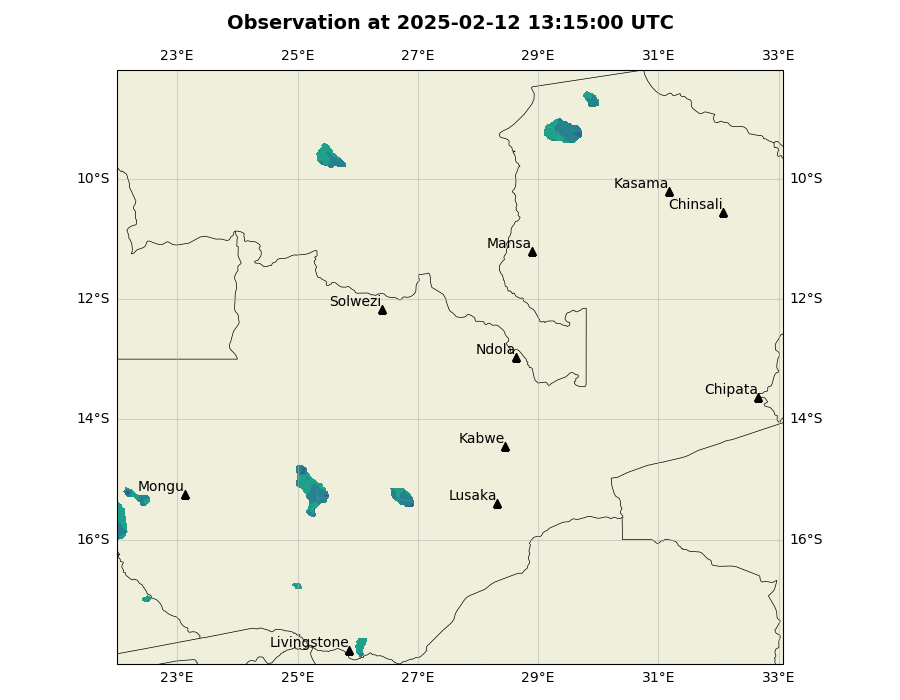 Observation at 2025-02-12 13:15:00 UTC
23°E 25°E 27°E 29°E 31°E 33°E
10°S 10°S
Kasama
Chinsali
Mansa
12°S 12°S
Solwezi
Ndola
Chipata
14°S 14°S
Kabwe
Mongu
Lusaka
16°S 16°S
Livingstone
23°E 25°E 27°E 29°E 31°E 33°E